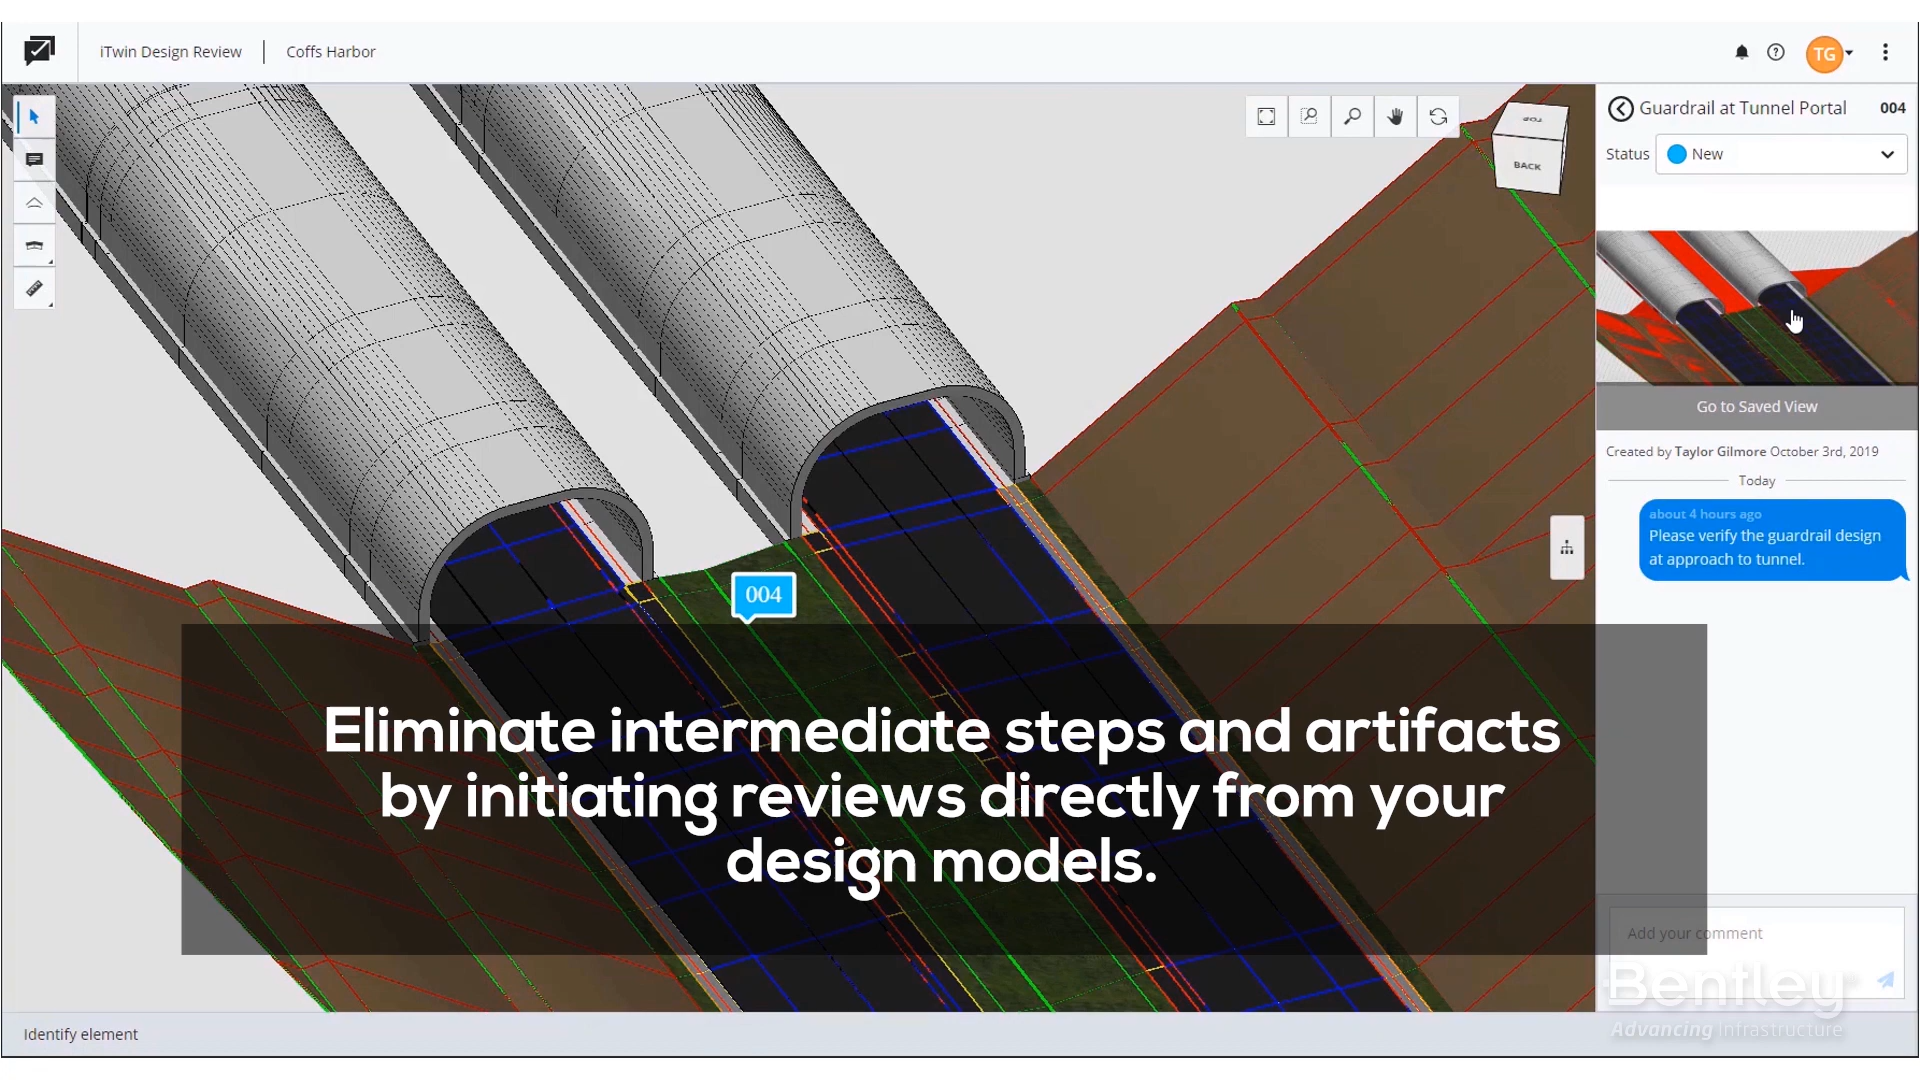 iTwin Design Review
Coffs Harbor
TG
Guardrail at Tunnel Portal 004
Status New
TOP
BACK
Go to Saved View
Created by Taylor Gilmore October 3rd, 2019
Today
about 4 hours ago
Please verify the guardrail design
at approach to tunnel.
004
Eliminate intermediate steps and artifacts
by initiating reviews directly from your
design models.
Add your comment
Bentley
Advancing Infrastructure
Identify element